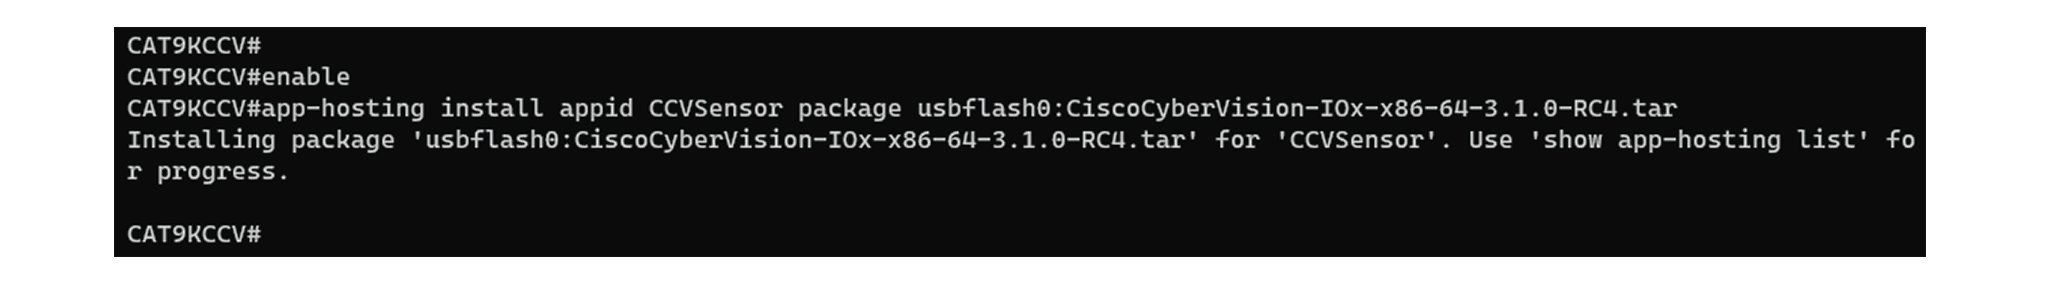 CAT9KCCV#
CAT9KCCV#enable
CAT9KCCV#app-hosting install appid CCVSensor package usbflash0:CiscoCyberVision-IOx-x86-64-3.1.0-RC4.tar
Installing package 'usbflash0:CiscoCyberVision-IOx-x86-64-3.1.0-RC4.tar' for 'CCVSensor'. Use 'show app-hosting list' fo
r progress.
CAT9KCCV#